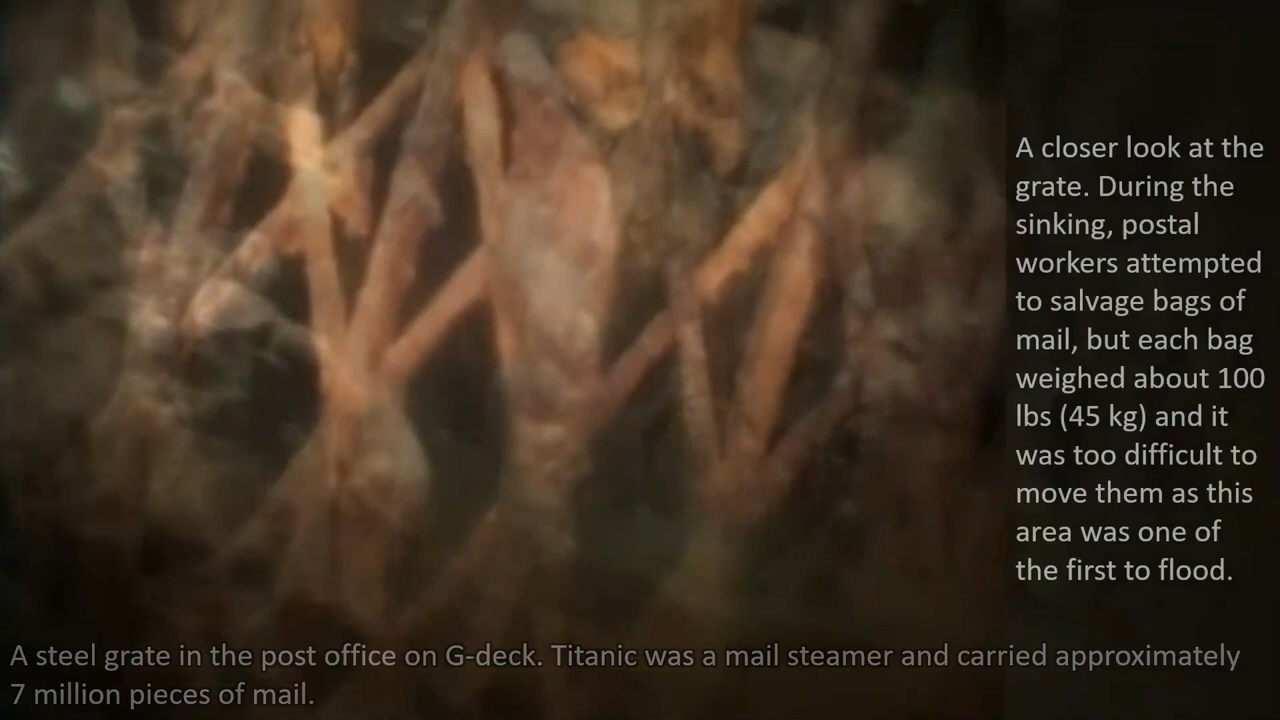 A closer look at the
grate. During the
sinking, postal
workers attempted
to salvage bags of
mail, but each bag
weighed about 100
lbs (45 kg) and it
was too difficult to
move them as this
area was one of
the first to flood.
A steel grate in the post office on G-deck. Titanic was a mail steamer and carried approximately
7 million pieces of mail.